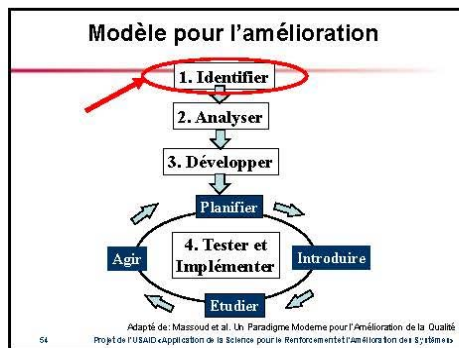 Modèle pour l'amélioration
1. Identifier
2. Analyser
3. Développer
Planifier
4. Tester et
Implémenter
Agir
Introduire
Etudier
Adapté de: Massoud et al. Un Paradigme Moderne pour l'Amélioration de la Qualité
54
Projet de l'USAID «Application de la Science pour le Renforcement et l'Amélioration des Systèmes»